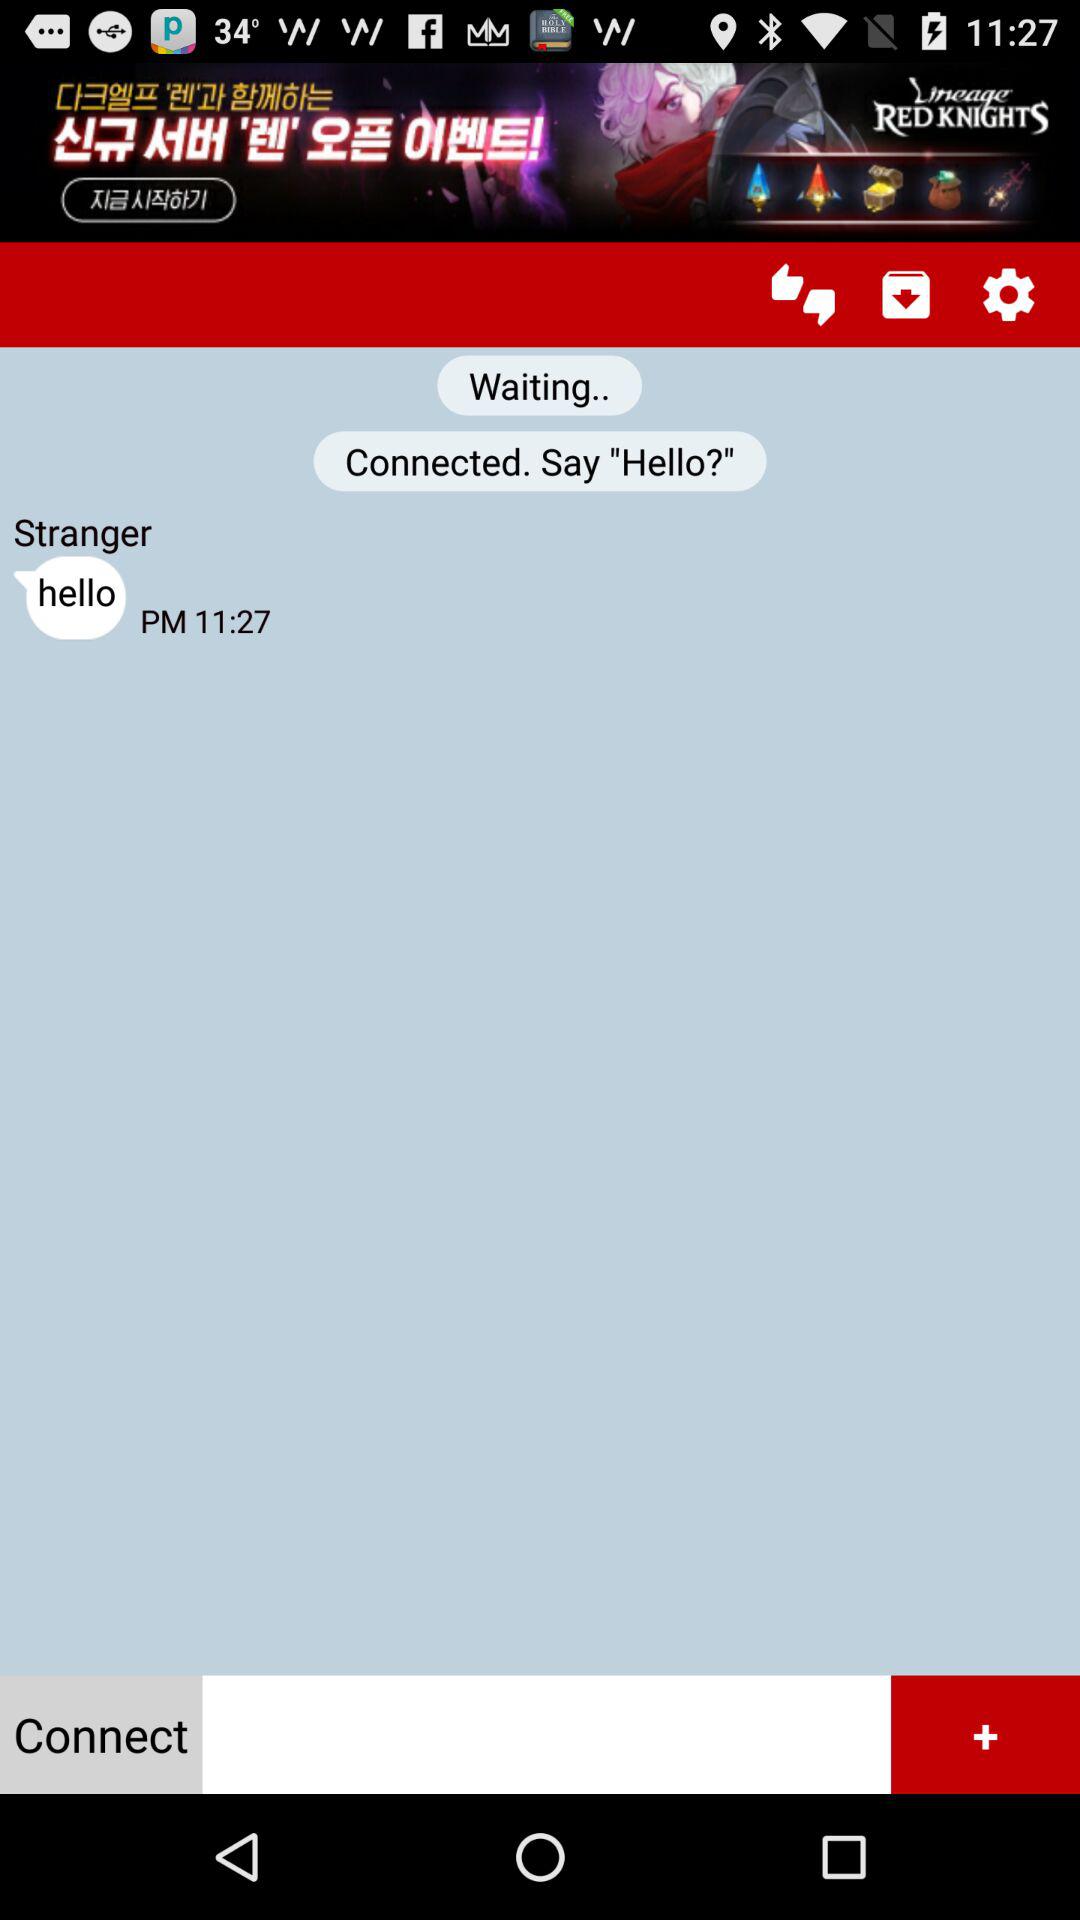 34° 11:27
다크엘프 '렌'과 함께하는
신규 서버 '렌' 오픈 이벤트!
지금 시작하기
Lineage
RED KNIGHTS
Waiting..
Connected. Say "Hello?"
Stranger
hello
PM 11:27
Connect
+